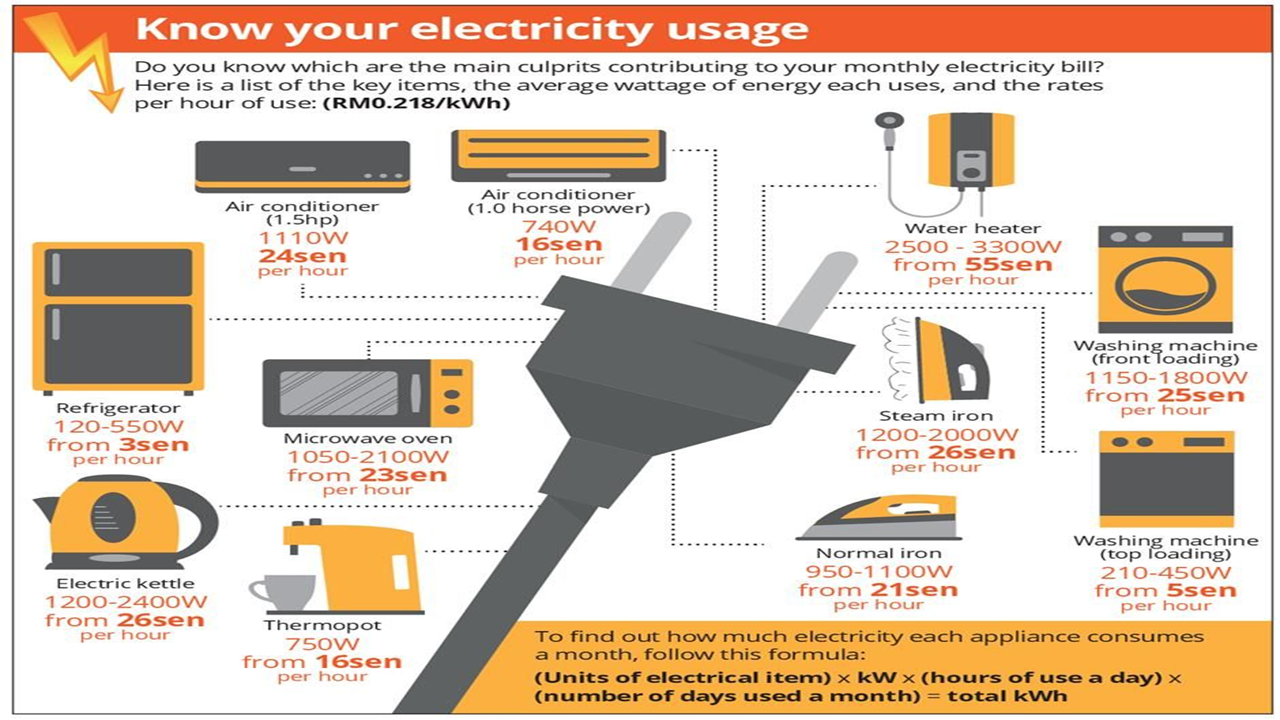 Know your electricity usage
Do you know which are the main culprits contributing to your monthly electricity bill?
Here is a list of the key items, the average wattage of energy each uses, and the rates
per hour of use: (RM0.218/kWh)
Air conditioner
(1.5hp)
1110W
24sen
per hour
Air conditioner
(1.0 horse power)
740W
16sen
per hour
Water heater
2500 - 3300W
from 55sen
per hour
Refrigerator
120-550W
from 3sen
per hour
Microwave oven
1050-2100W
from 23sen
per hour
Steam iron
1200-2000W
from 26sen
per hour
Washing machine
(front loading)
1150-1800W
from 25sen
per hour
Electric kettle
1200-2400W
from 26sen
per hour
Thermopot
750W
from 16sen
per hour
Normal iron
950-1100W
from 21sen
per hour
Washing machine
(top loading)
210-450W
from 5sen
per hour
To find out how much electricity each appliance consumes
a month, follow this formula:
(Units of electrical item) x kW x (hours of use a day) x
(number of days used a month) = total kWh